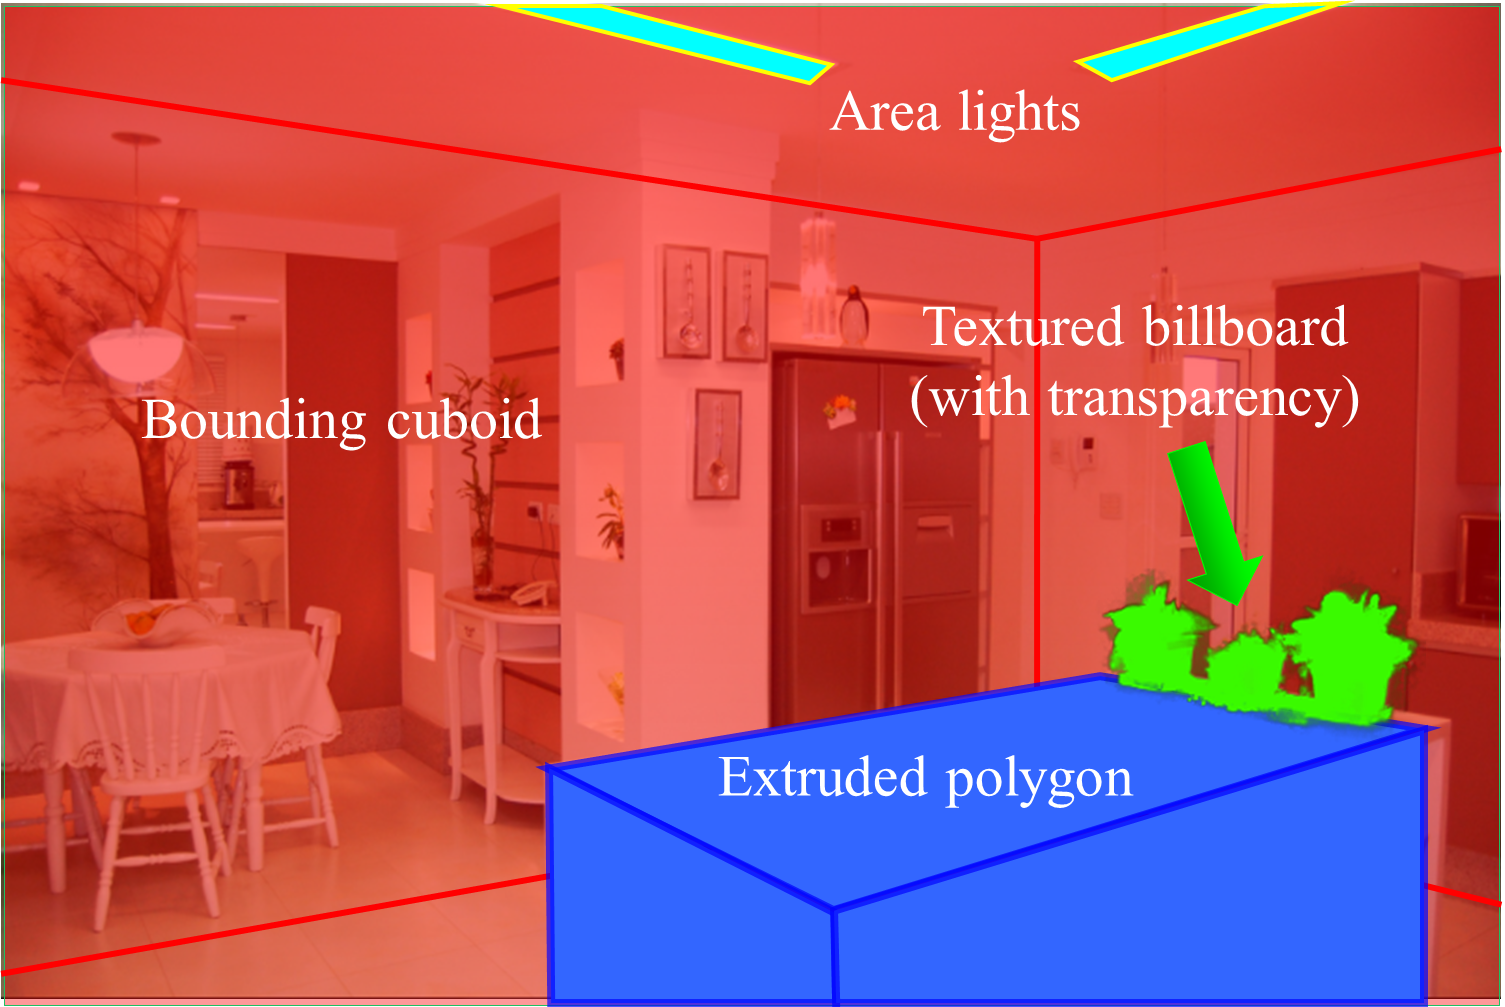 Area lights
Textured billboard
(with transparency)
Bounding cuboid
Extruded polygon